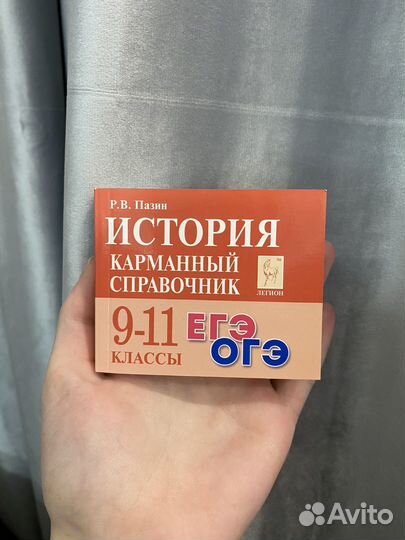 Р.В. Пазин
ИСТОРИЯ
КАРМАННЫЙ
СПРАВОЧНИК
ЛЕГИОН
9-11
КЛАССЫ
ЕГЭ
ОГЭ
Avito